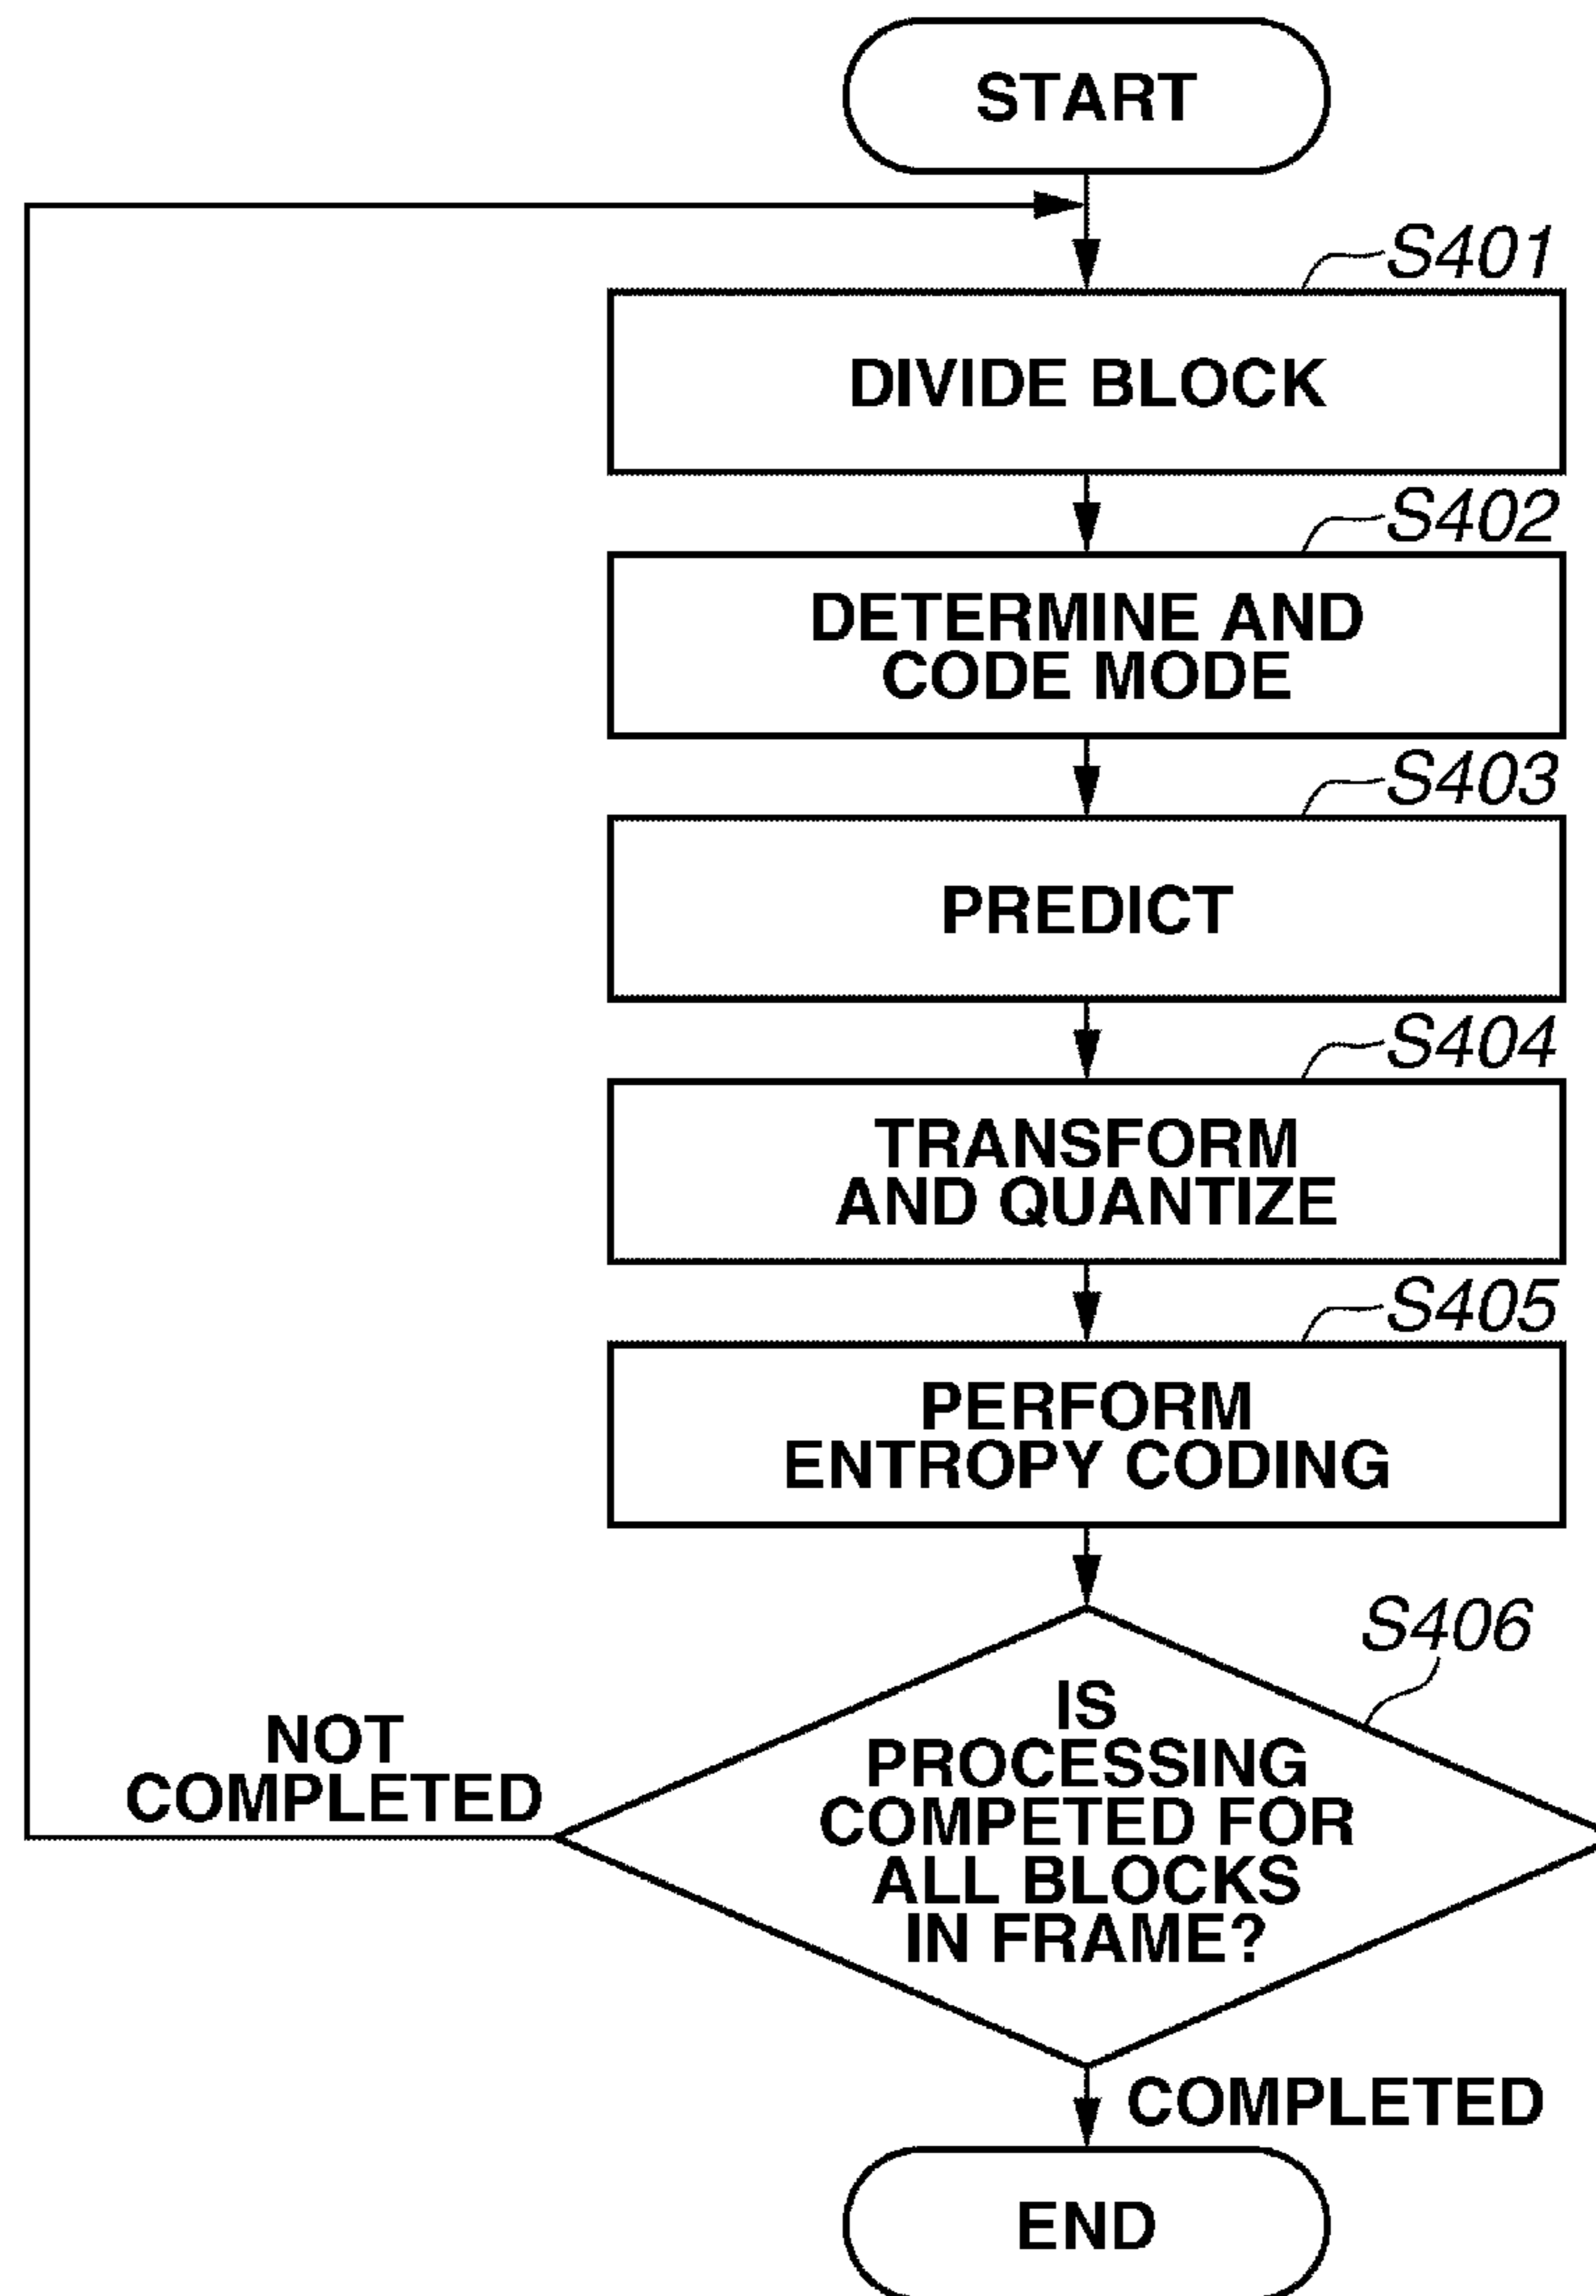 START
S401
DIVIDE BLOCK
S402
DETERMINE AND
CODE MODE
S403
PREDICT
S404
TRANSFORM
AND QUANTIZE
S405
PERFORM
ENTROPY CODING
S406
IS
PROCESSING
COMPETED FOR
ALL BLOCKS
IN FRAME?
NOT
COMPLETED
COMPLETED
END